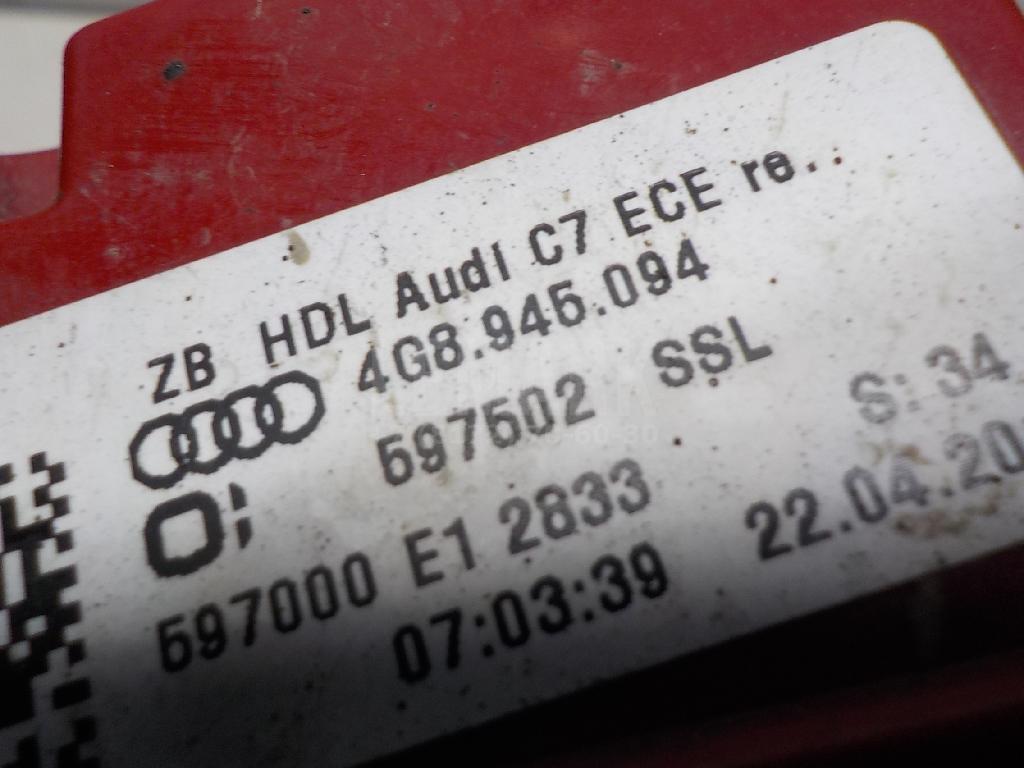 ZB HDL Audi C7 ECE re..
4G8.945.094
597502 SSL
S: 34
597000 E1 2833
07:03:39 22.04.20